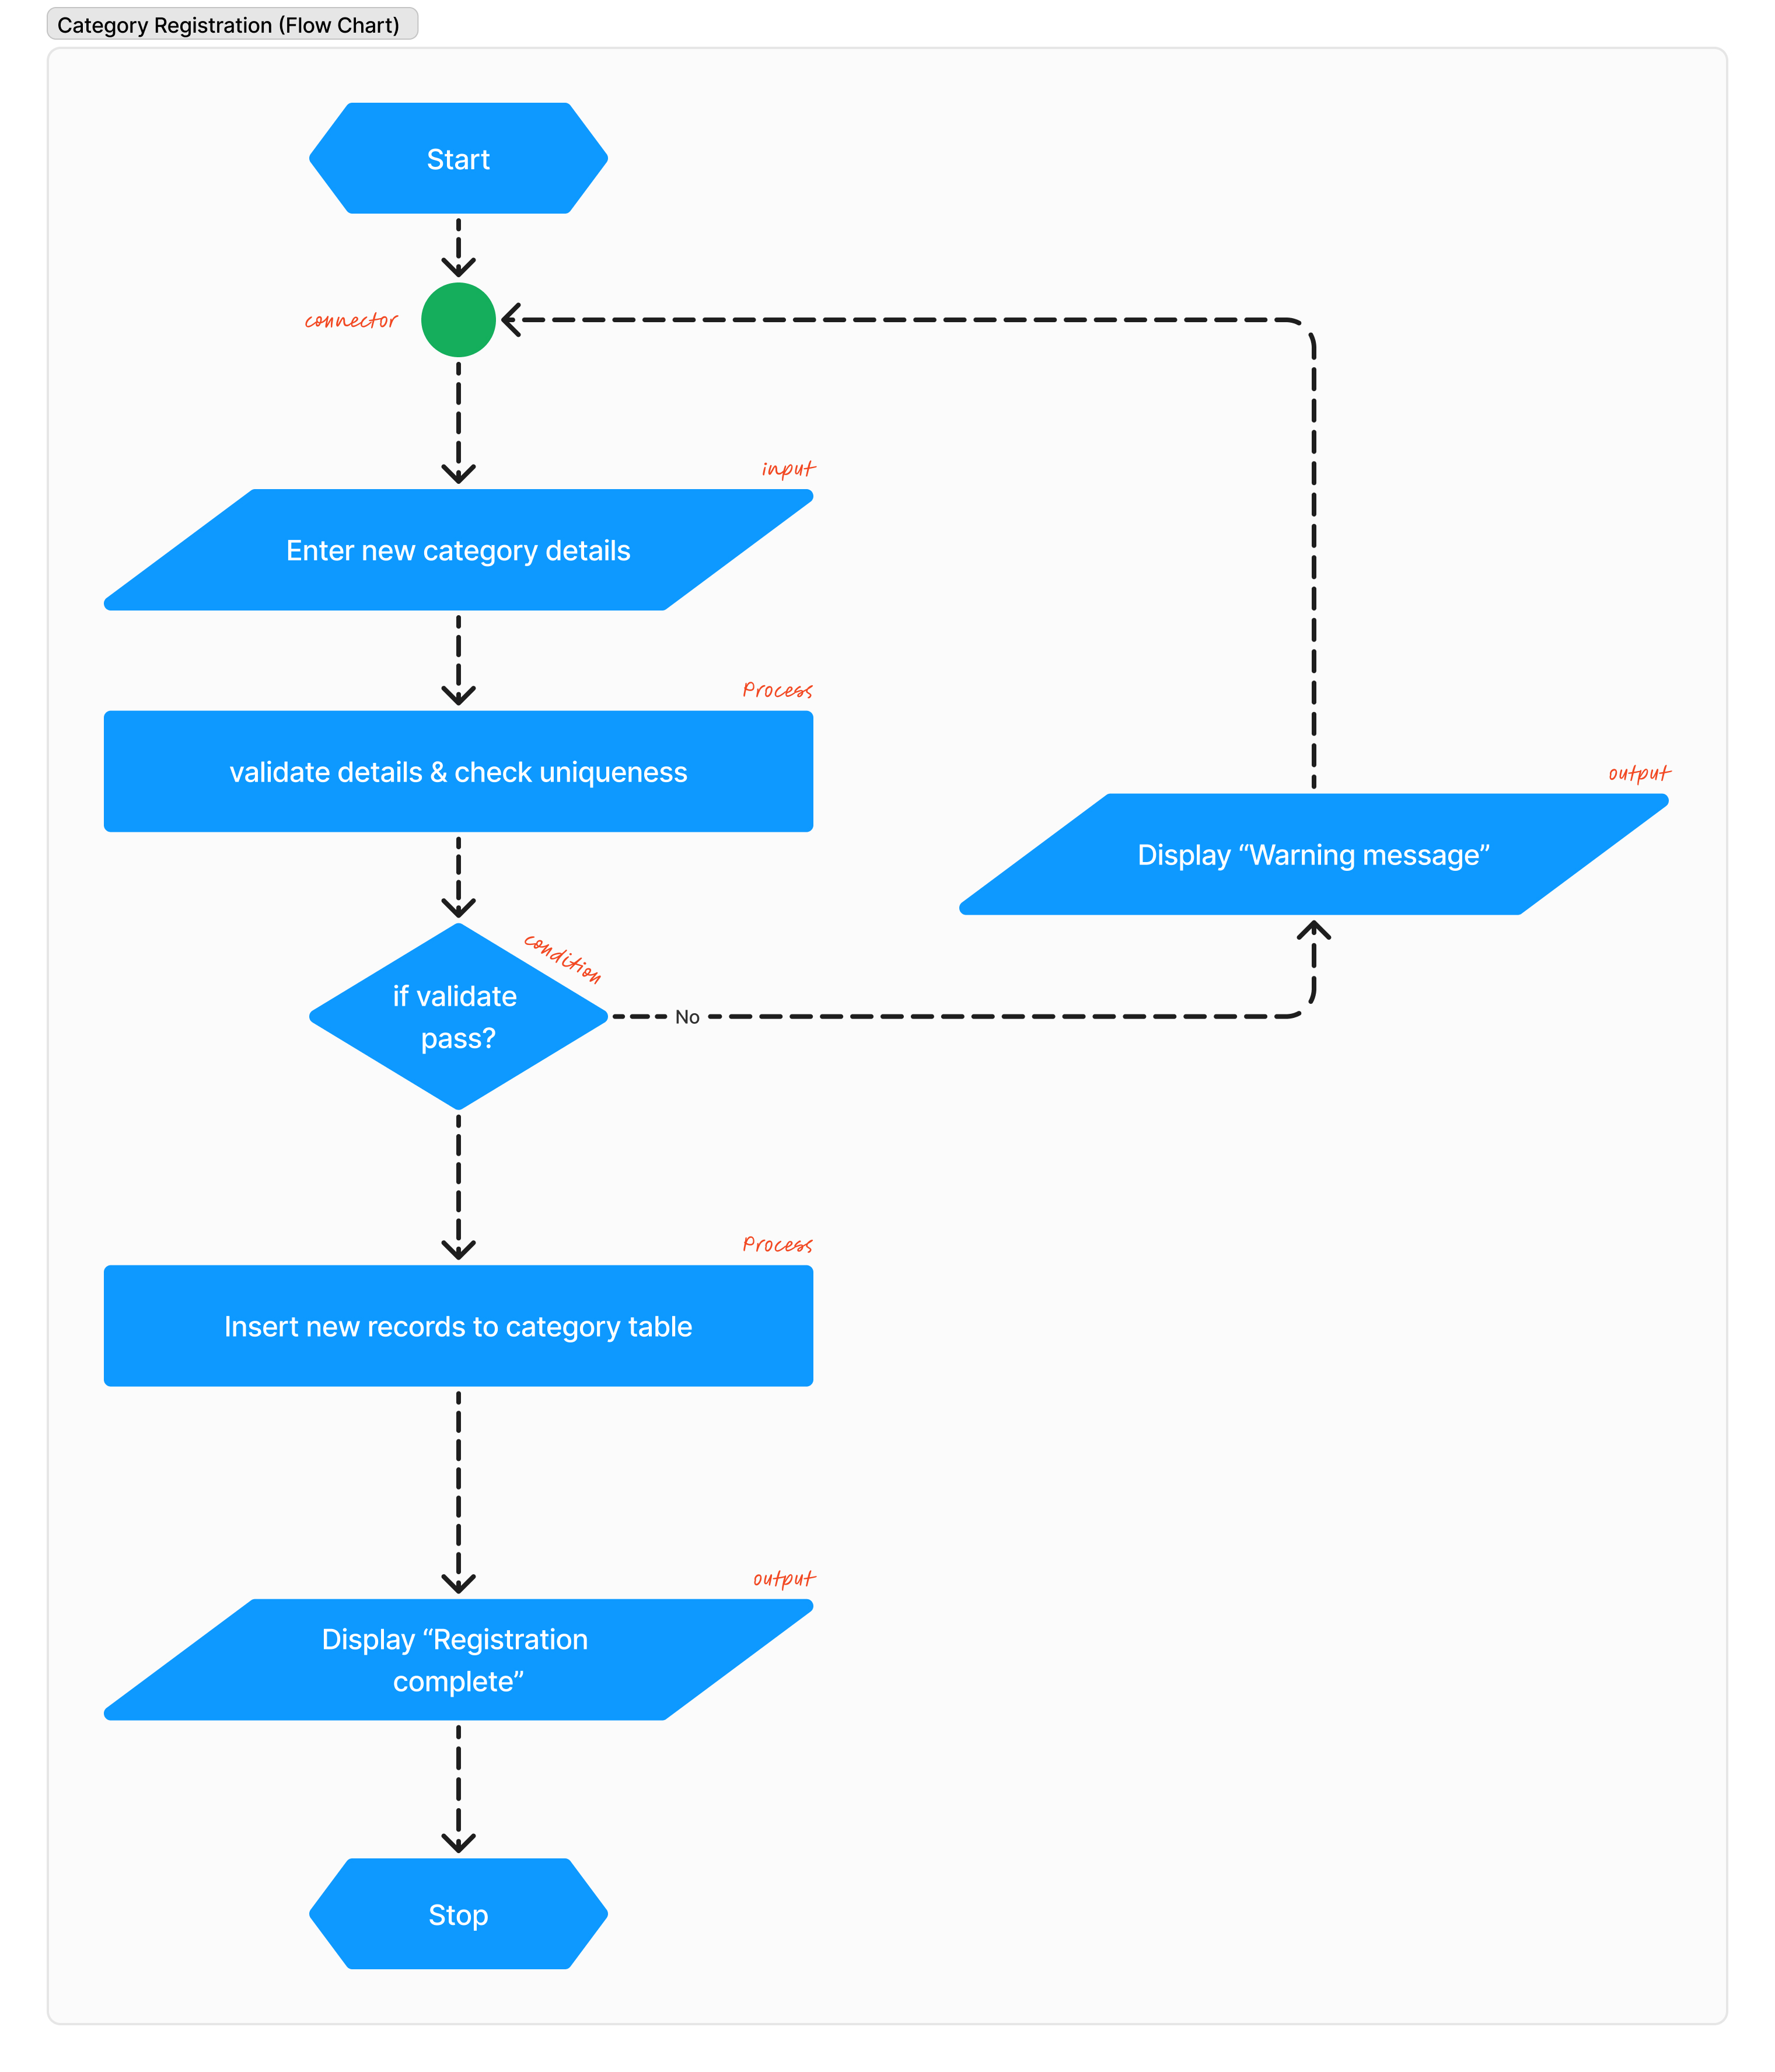 Category Registration (Flow Chart)
Start
connector
input
Enter new category details
Process
validate details & check uniqueness
output
Display “Warning message”
condition
if validate
pass?
No
Process
Insert new records to category table
output
Display “Registration
complete”
Stop